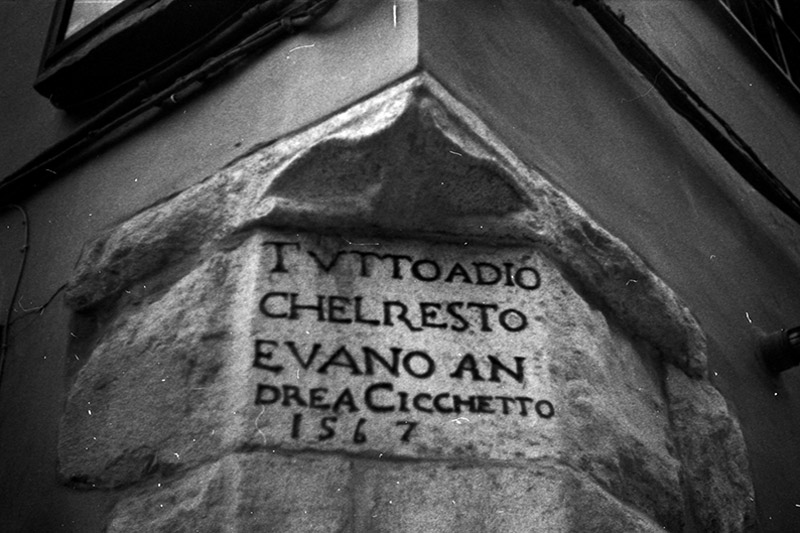 TVTTOADIO
CHELRESTO
EVANO AN
DREA CICCHETTO
1567